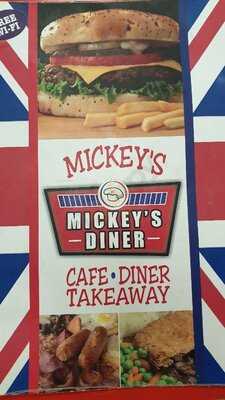 FREE
WI-FI
MICKEY'S
MICKEY'S
DINER
CAFE • DINER
TAKEAWAY